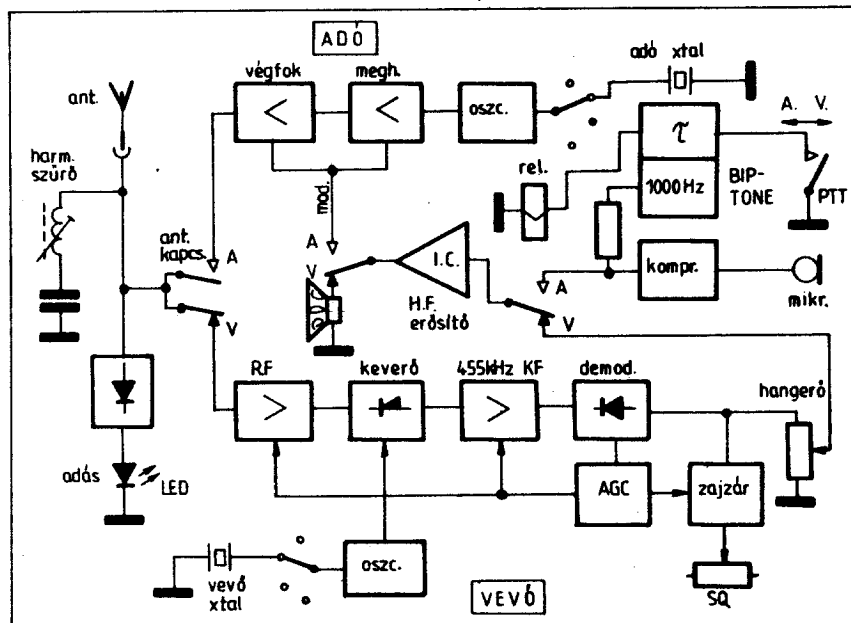 ADÓ
végfok
megh.
adó xtal
ant.
oszc.
A. V.
harm.
szűrő
τ
rel.
mod.
1000Hz
BIP-
TONE
PTT
ant.
kapcs.
A
A
I.C.
A
kompr.
V
V
V
H.F.
erősítő
mikr.
RF
keverő
455kHz KF
demod.
hangerő
adás
LED
AGC
zajzár
vevő
xtal
oszc.
VEVŐ
SQ